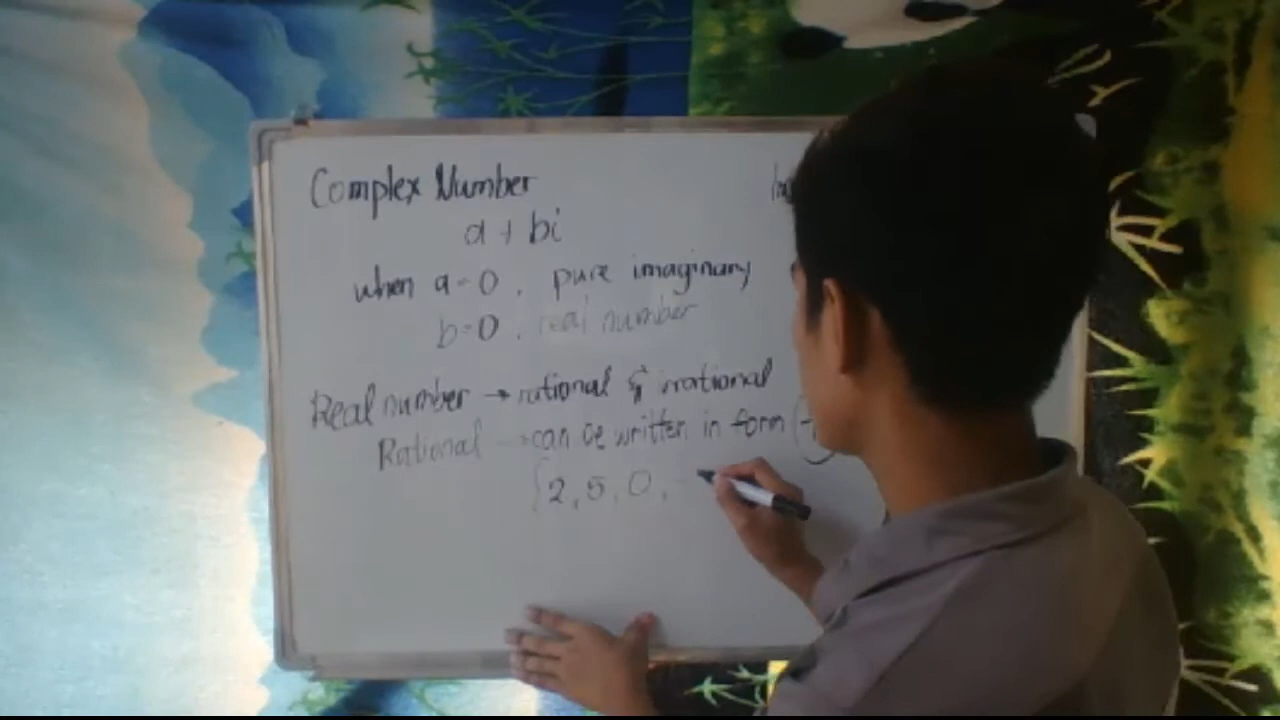 Complex Number
a + bi
when a = 0 , pure imaginary
b = 0 , real number
Real number → rational & irrational
Rational → can be written in form (
{2, 5, 0, -